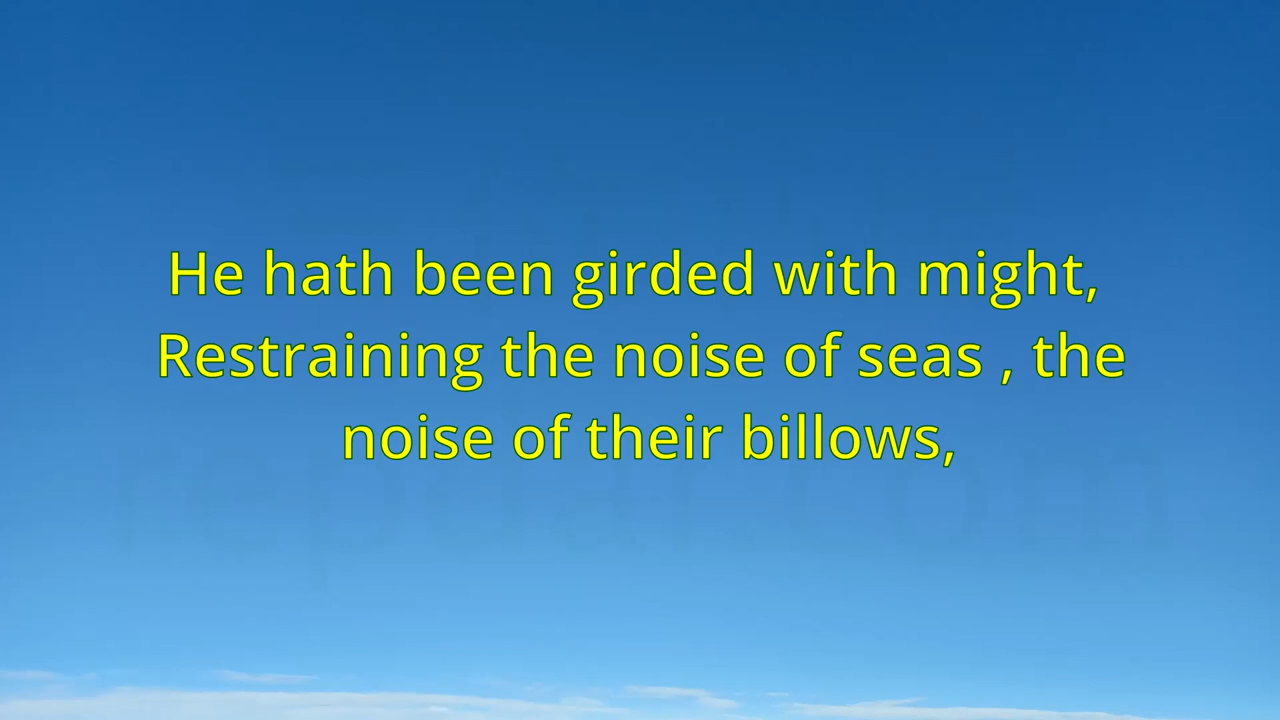 He hath been girded with might,
Restraining the noise of seas , the
noise of their billows,